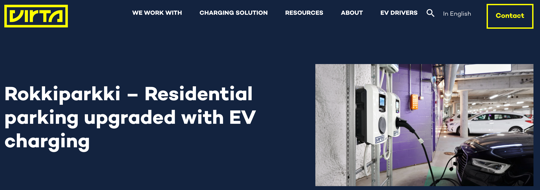 VIRTA
WE WORK WITH CHARGING SOLUTION RESOURCES ABOUT EV DRIVERS In English Contact
Rokkiparkki – Residential
parking upgraded with EV
charging